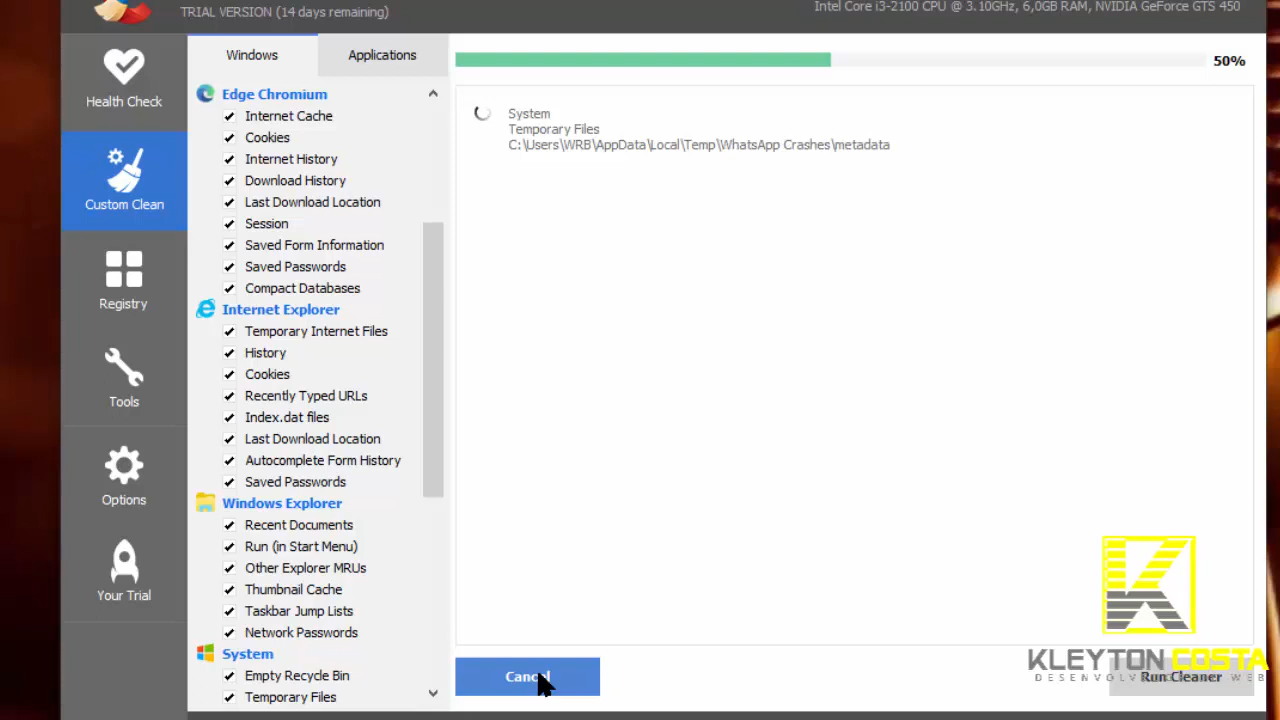 TRIAL VERSION (14 days remaining)
Intel Core i3-2100 CPU @ 3.10GHz, 6,0GB RAM, NVIDIA GeForce GTS 450
Health Check
Custom Clean
Registry
Tools
Options
Your Trial
Windows
Applications
Edge Chromium
Internet Cache
Cookies
Internet History
Download History
Last Download Location
Session
Saved Form Information
Saved Passwords
Compact Databases
Internet Explorer
Temporary Internet Files
History
Cookies
Recently Typed URLs
Index.dat files
Last Download Location
Autocomplete Form History
Saved Passwords
Windows Explorer
Recent Documents
Run (in Start Menu)
Other Explorer MRUs
Thumbnail Cache
Taskbar Jump Lists
Network Passwords
System
Empty Recycle Bin
Temporary Files
50%
System
Temporary Files
C:\Users\WRB\AppData\Local\Temp\WhatsApp Crashes\metadata
Cancel
Run Cleaner
KLEYTON COSTA